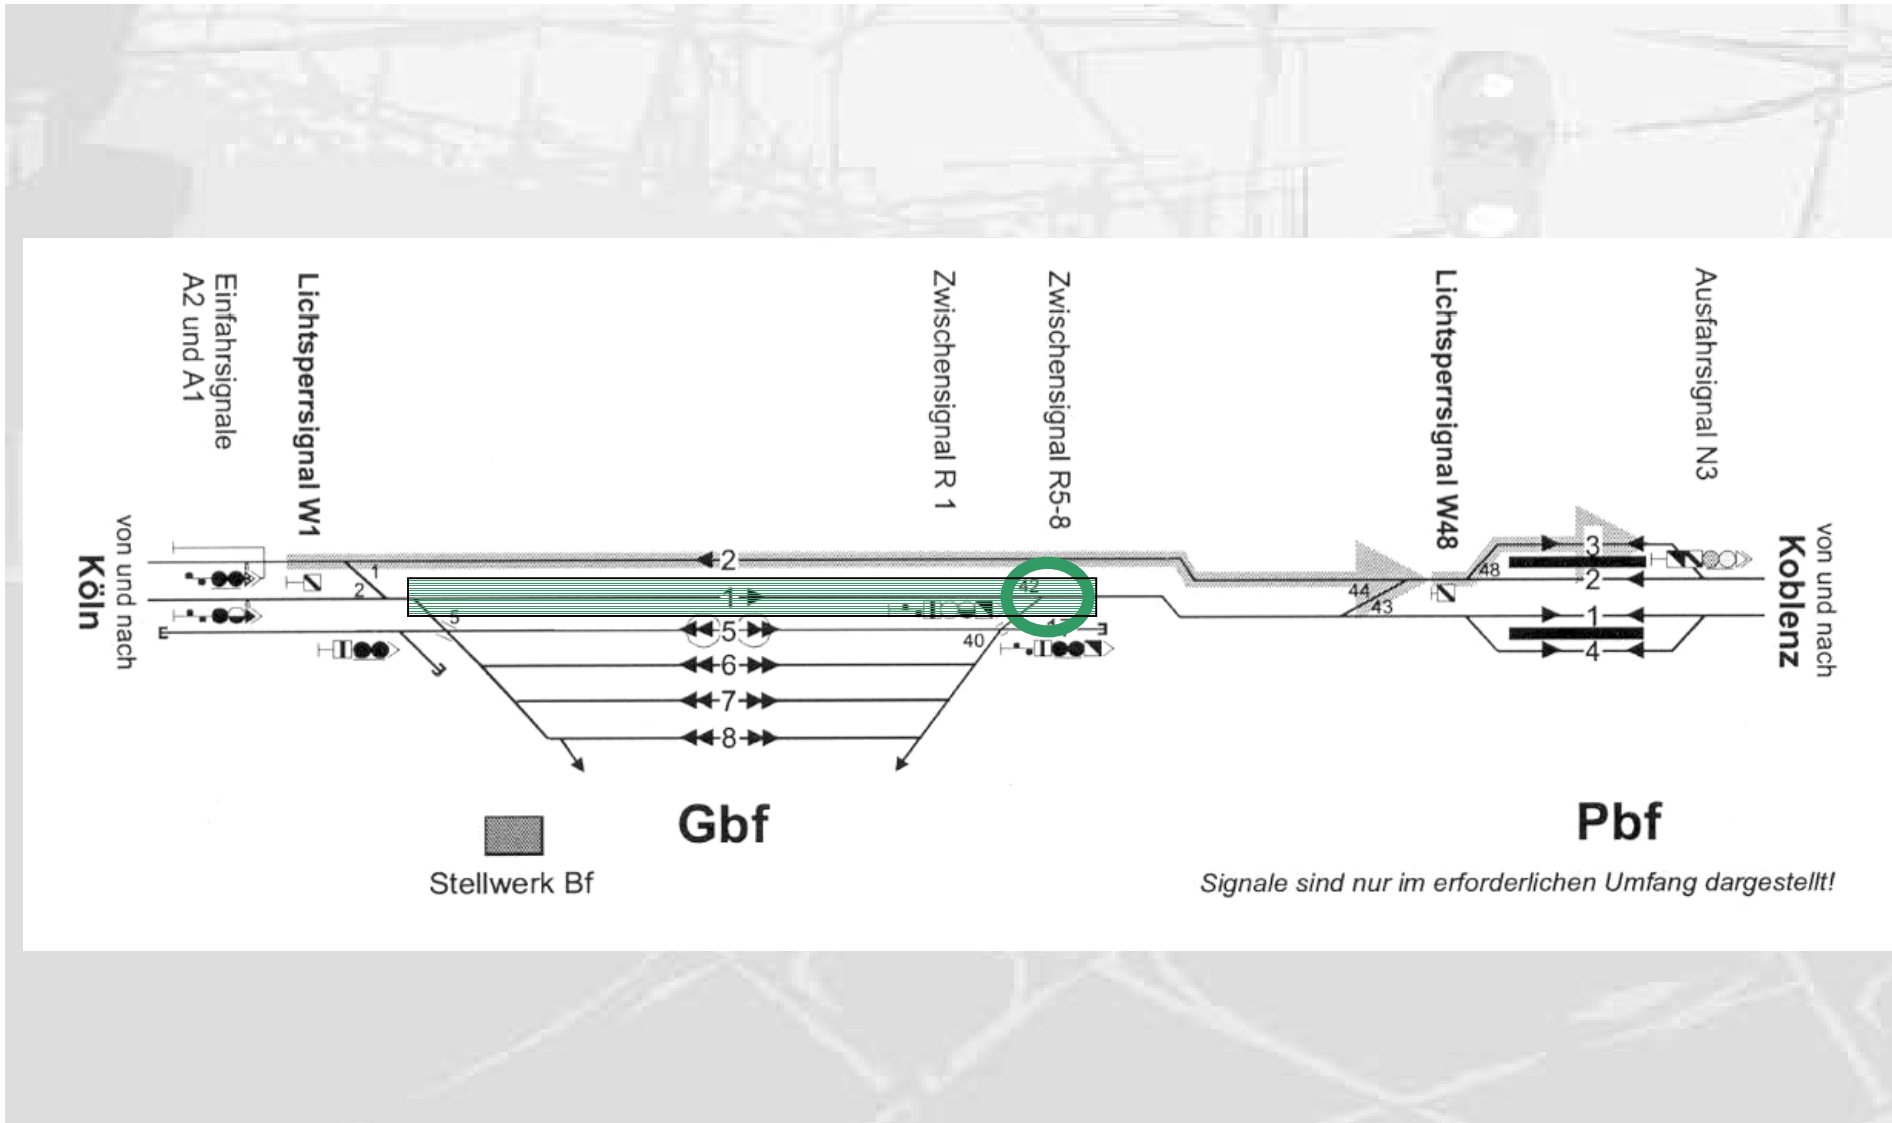 Einfahrsignale
A2 und A1
Lichtsperrsignal W1
Zwischensignal R 1
Zwischensignal R5-8
Lichtsperrsignal W48
Ausfahrsignal N3
von und nach
Köln
von und nach
Koblenz
2
1
1
2
5
42
5
40
6
7
8
44
43
48
3
2
1
4
Gbf
Pbf
Stellwerk Bf
Signale sind nur im erforderlichen Umfang dargestellt!